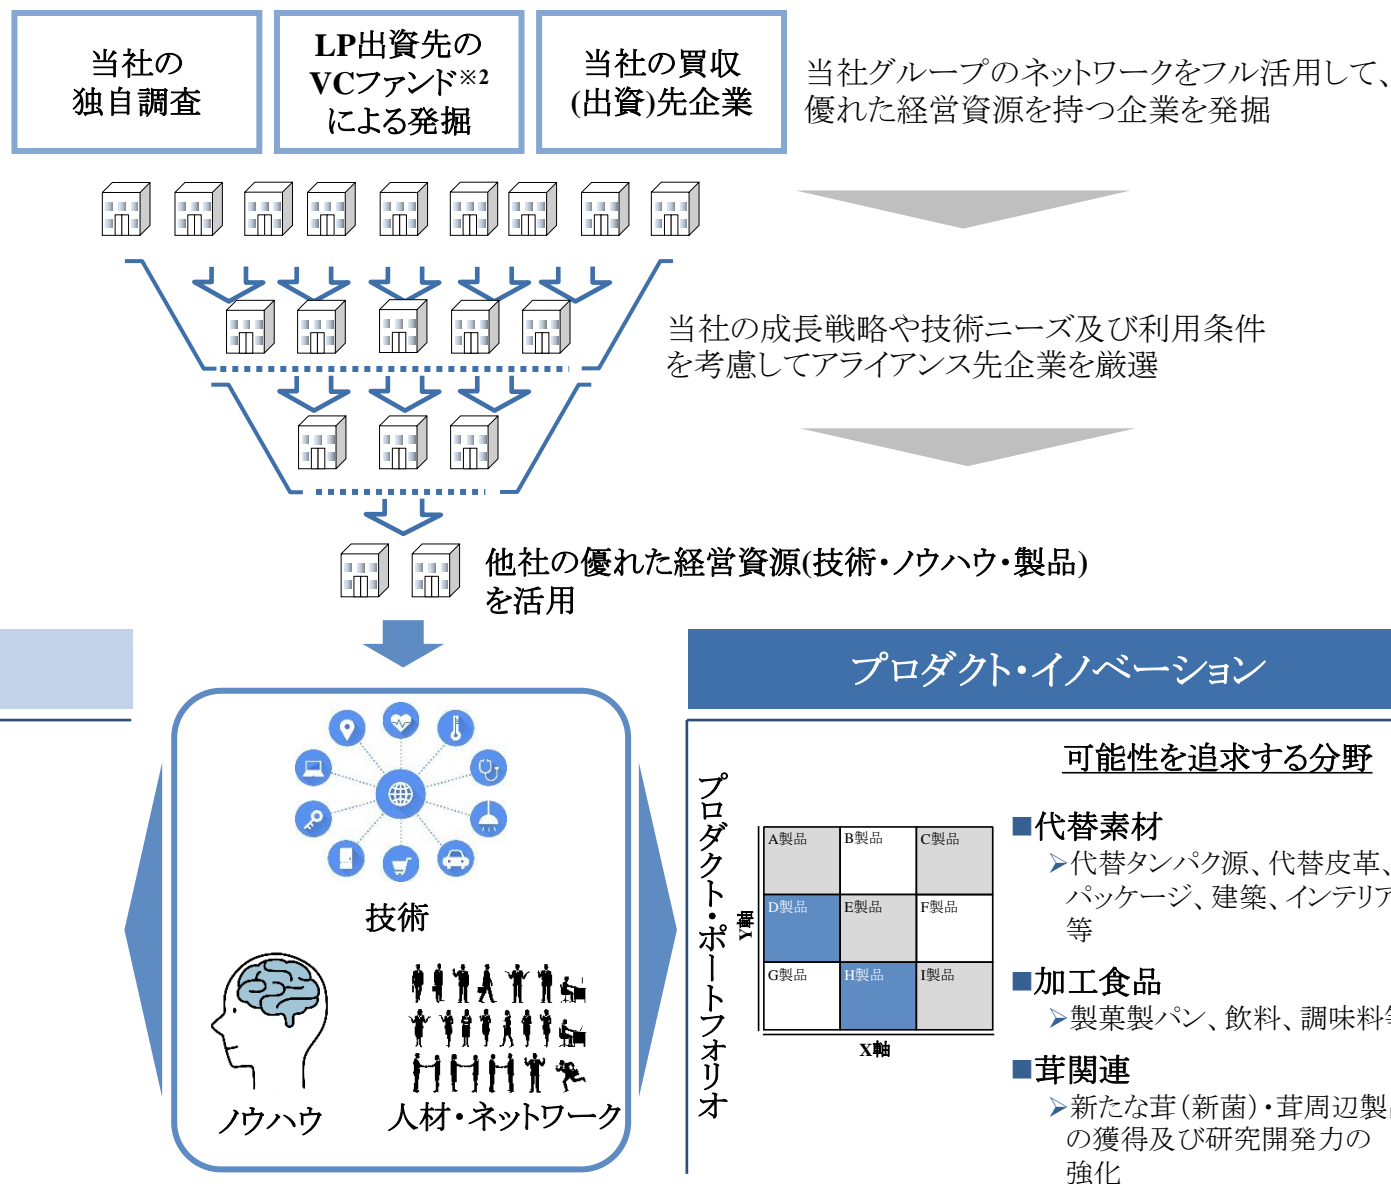 当社の
独自調査
LP出資先の
VCファンド※2
による発掘
当社の買収
(出資)先企業
当社グループのネットワークをフル活用して、
優れた経営資源を持つ企業を発掘
当社の成長戦略や技術ニーズ及び利用条件
を考慮してアライアンス先企業を厳選
他社の優れた経営資源(技術・ノウハウ・製品)
を活用
技術
ノウハウ
人材・ネットワーク
プロダクト・イノベーション
プロダクト・ポートフォリオ
Y軸
A製品
B製品
C製品
D製品
E製品
F製品
G製品
H製品
I製品
X軸
可能性を追求する分野
■代替素材
➢代替タンパク源、代替皮革、
パッケージ、建築、インテリア
等
■加工食品
➢製菓製パン、飲料、調味料等
■茸関連
➢新たな茸(新菌)・茸周辺製品
の獲得及び研究開発力の
強化